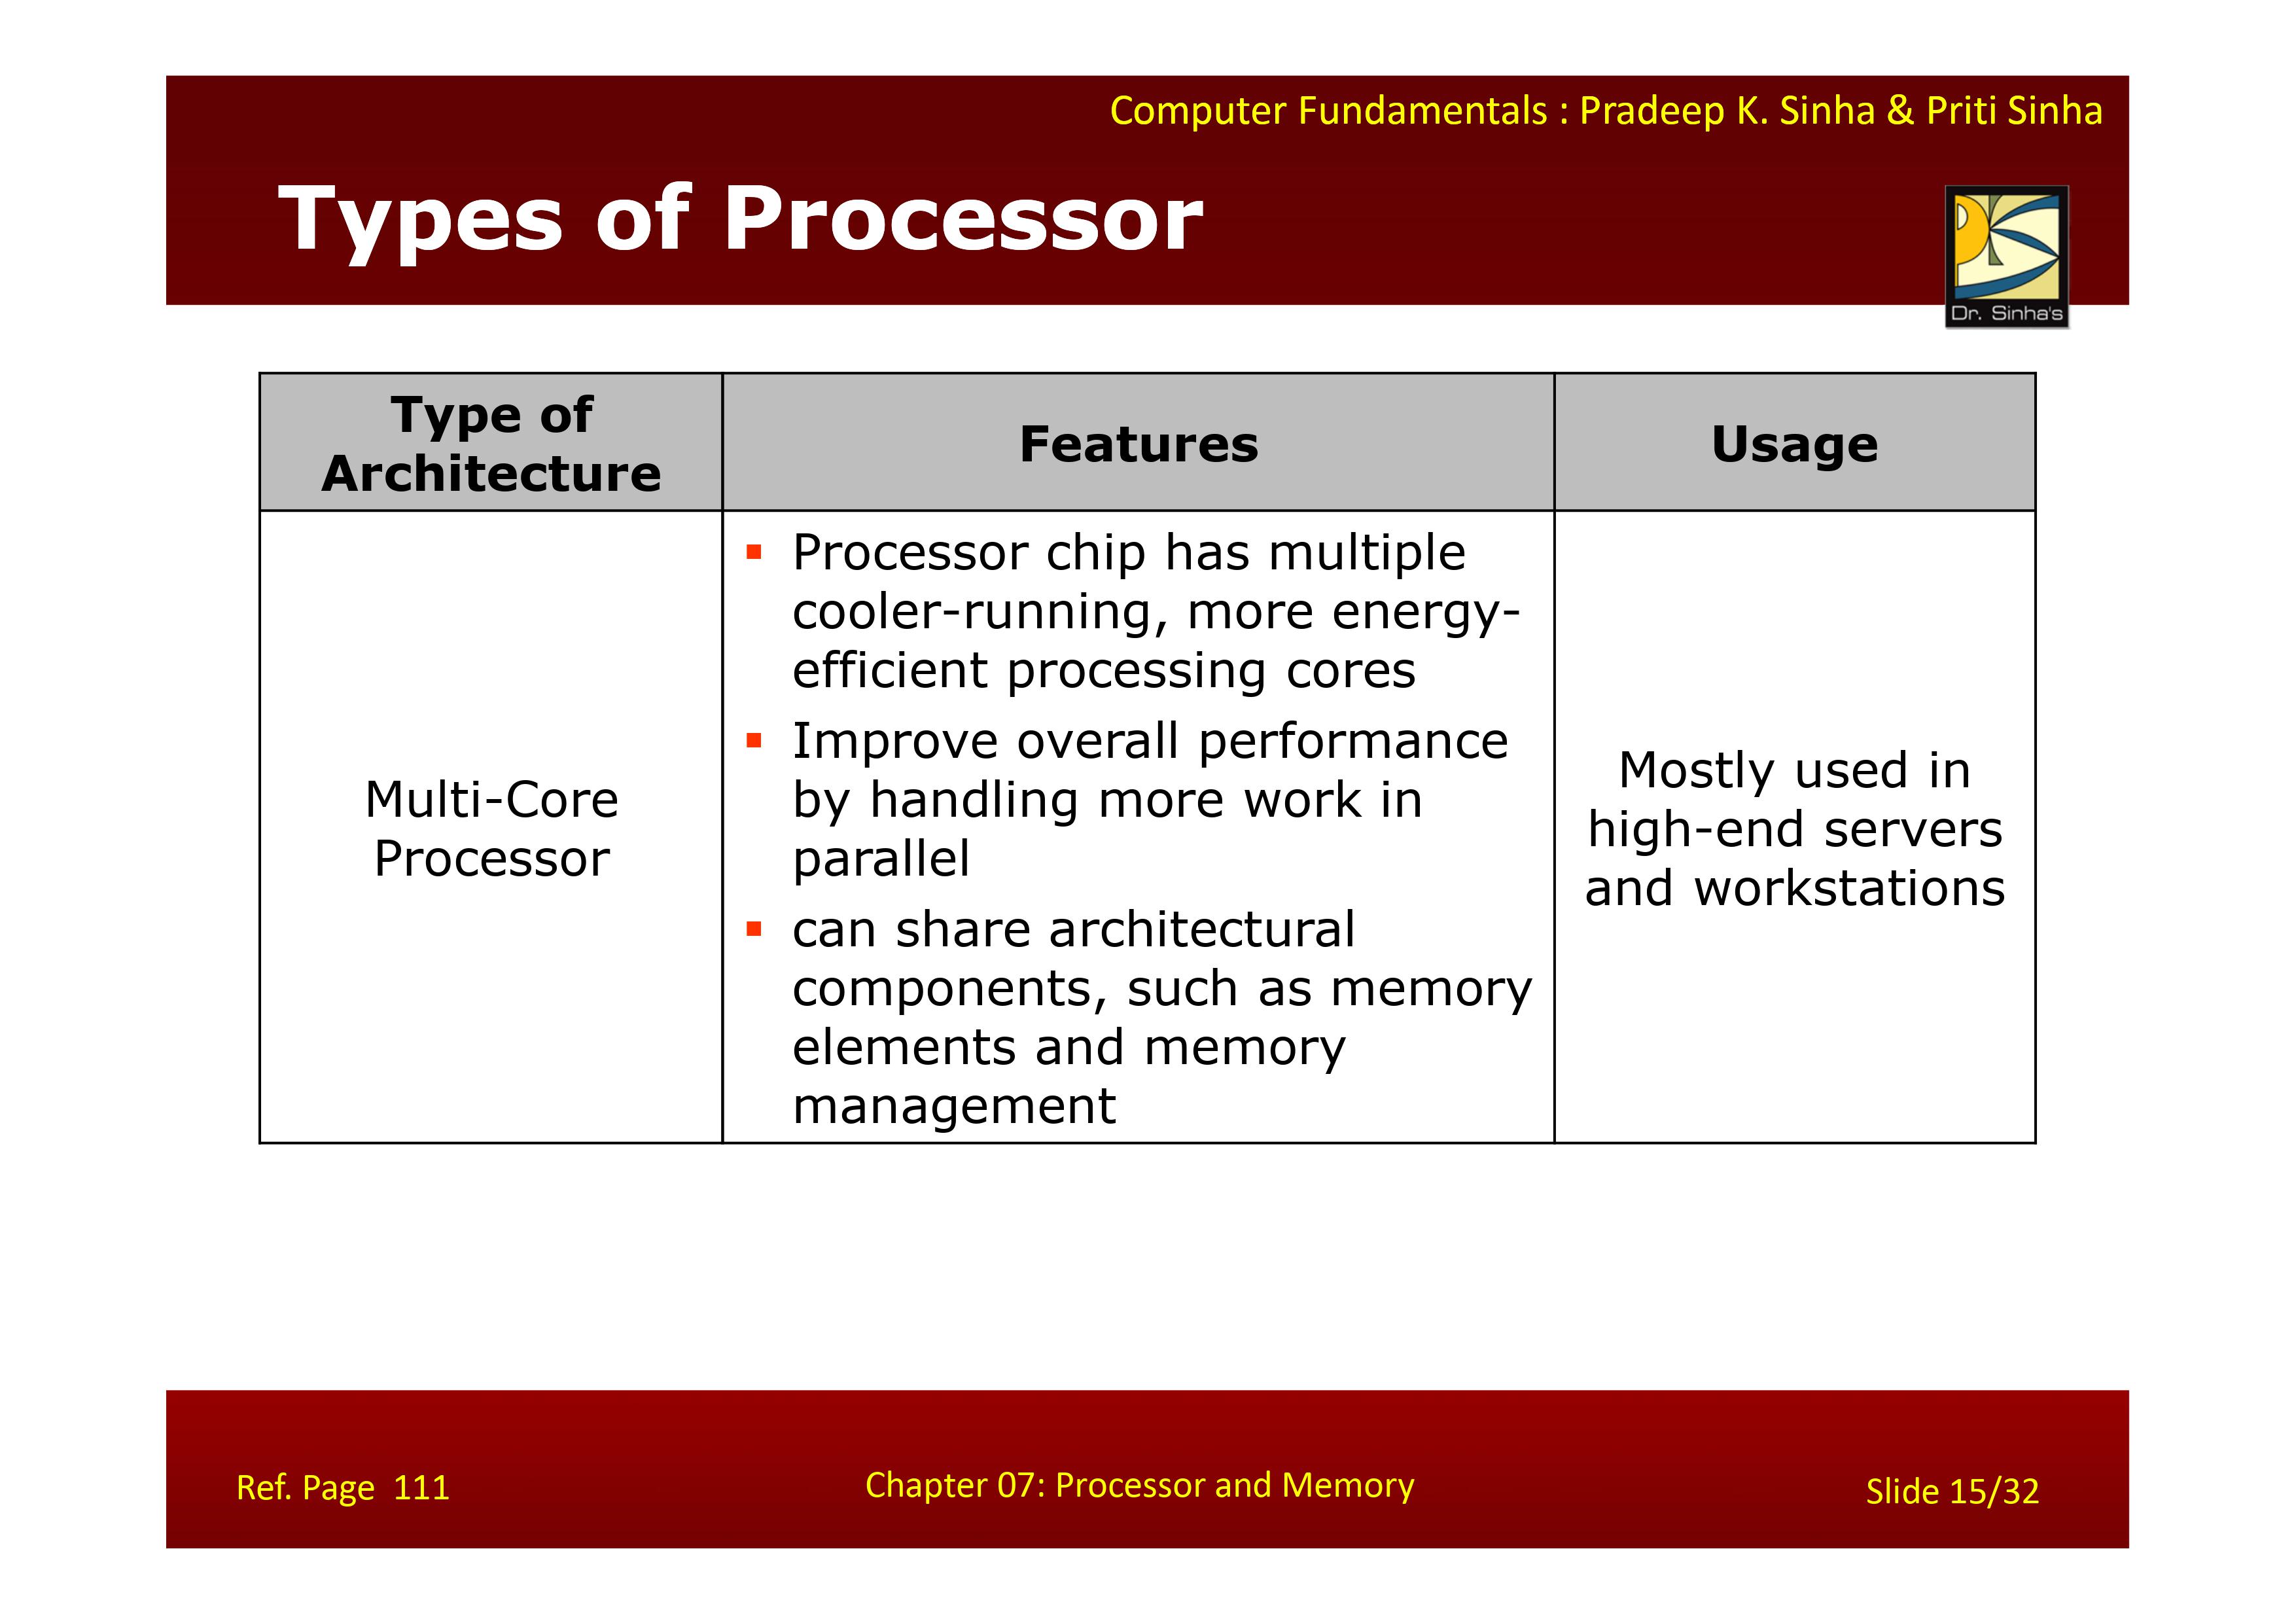 Computer Fundamentals : Pradeep K. Sinha & Priti Sinha
Types of Processor
Dr. Sinha's
Type of
Architecture
Features
Usage
Multi-Core
Processor
▪ Processor chip has multiple
cooler-running, more energy-
efficient processing cores
▪ Improve overall performance
by handling more work in
parallel
▪ can share architectural
components, such as memory
elements and memory
management
Mostly used in
high-end servers
and workstations
Ref. Page 111
Chapter 07: Processor and Memory
Slide 15/32